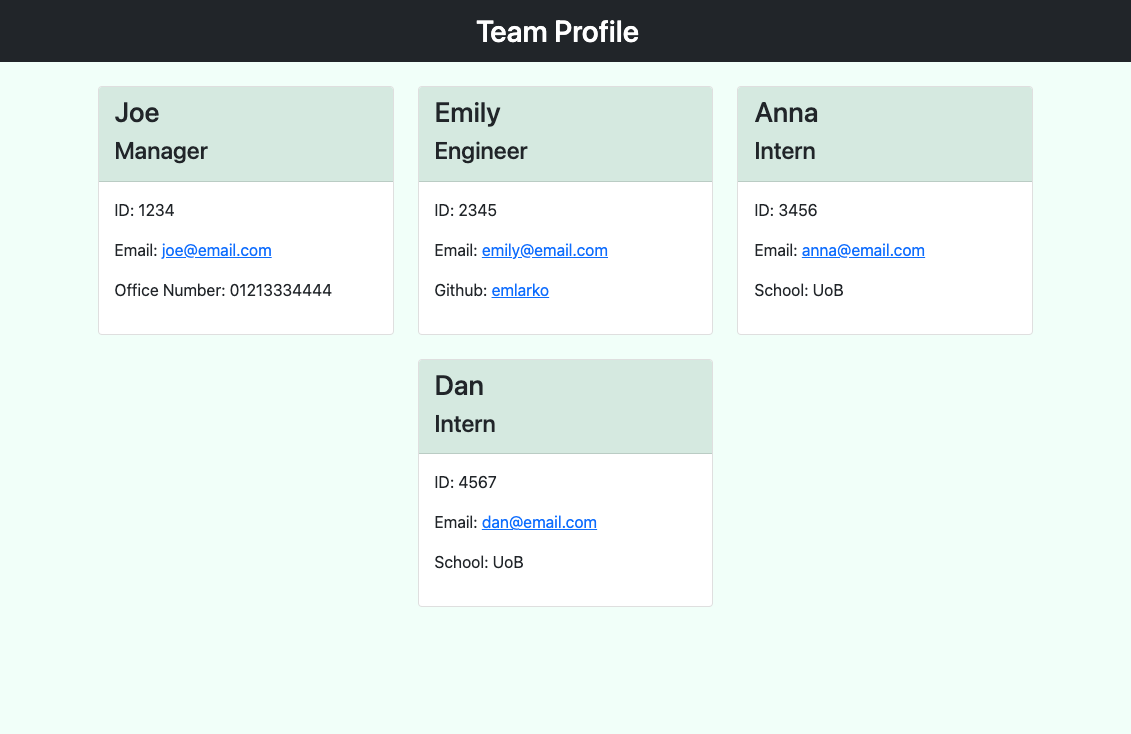 Team Profile
Joe
Manager
ID: 1234
Email: joe@email.com
Office Number: 01213334444
Emily
Engineer
ID: 2345
Email: emily@email.com
Github: emlarko
Anna
Intern
ID: 3456
Email: anna@email.com
School: UoB
Dan
Intern
ID: 4567
Email: dan@email.com
School: UoB